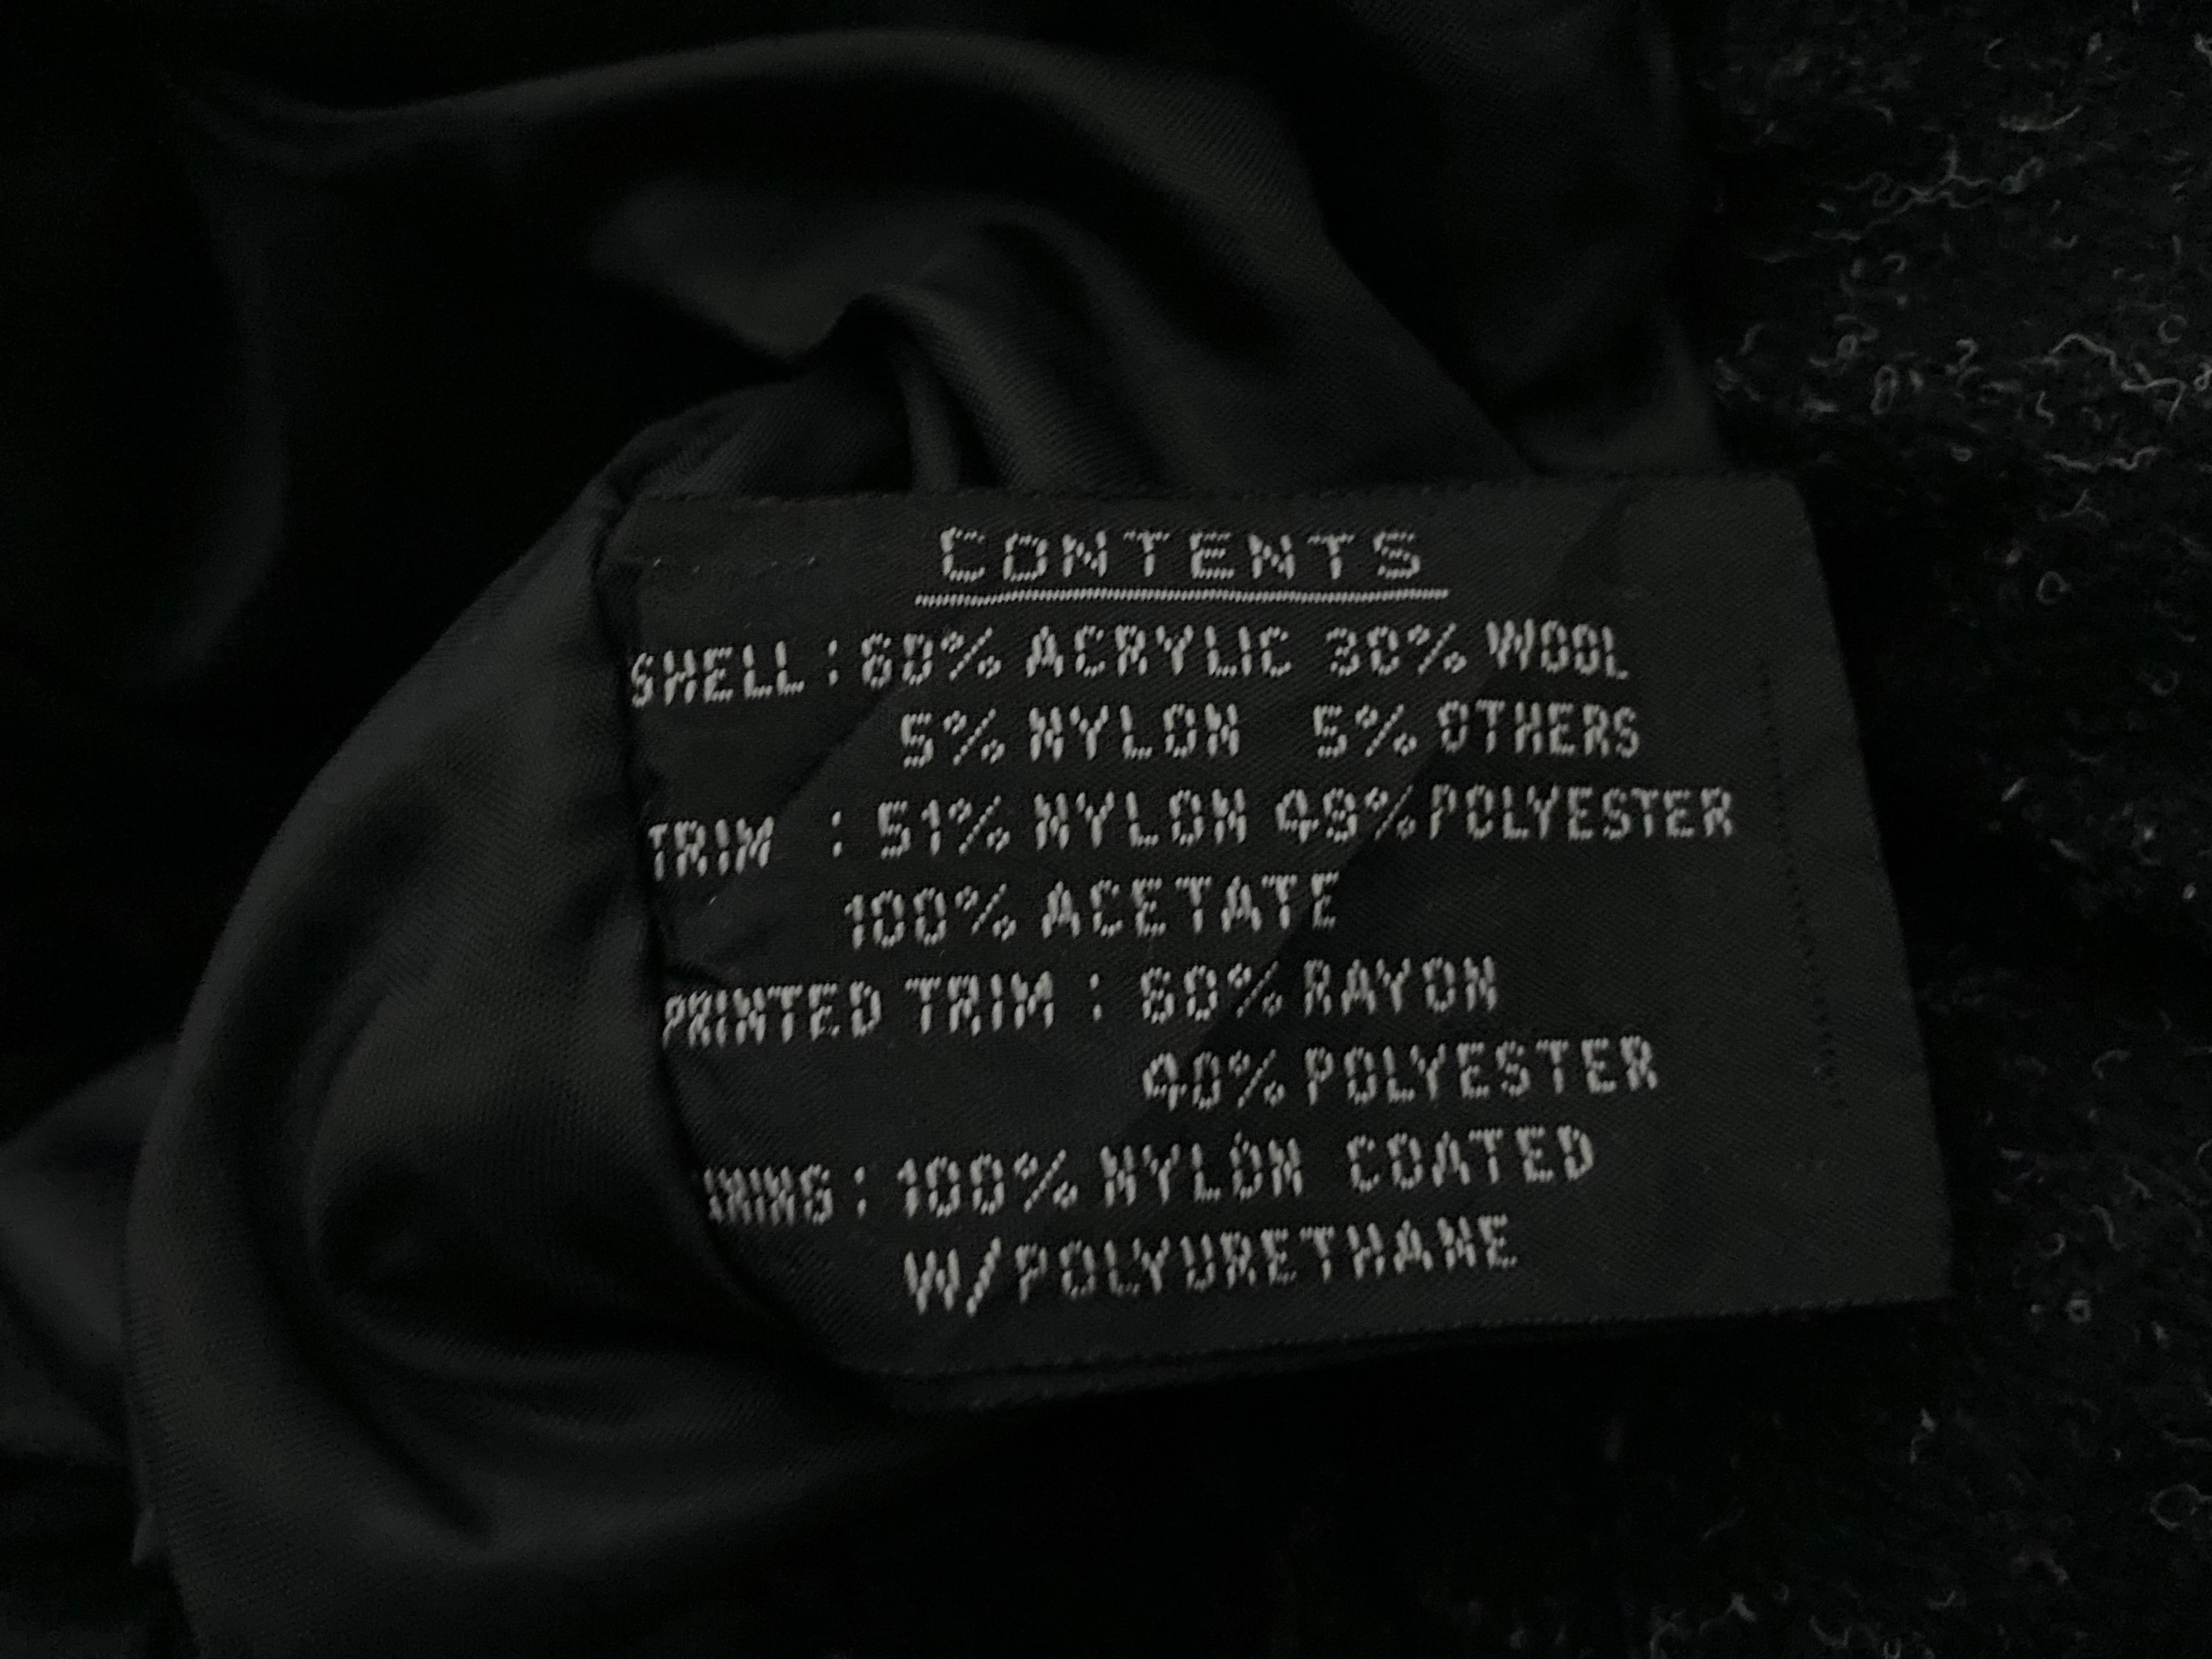 CONTENTS
SHELL : 60% ACRYLIC 30% WOOL
5% NYLON 5% OTHERS
TRIM : 51% NYLON 49% POLYESTER
100% ACETATE
PRINTED TRIM : 60% RAYON
40% POLYESTER
INING : 100% NYLON COATED
W/POLYURETHANE